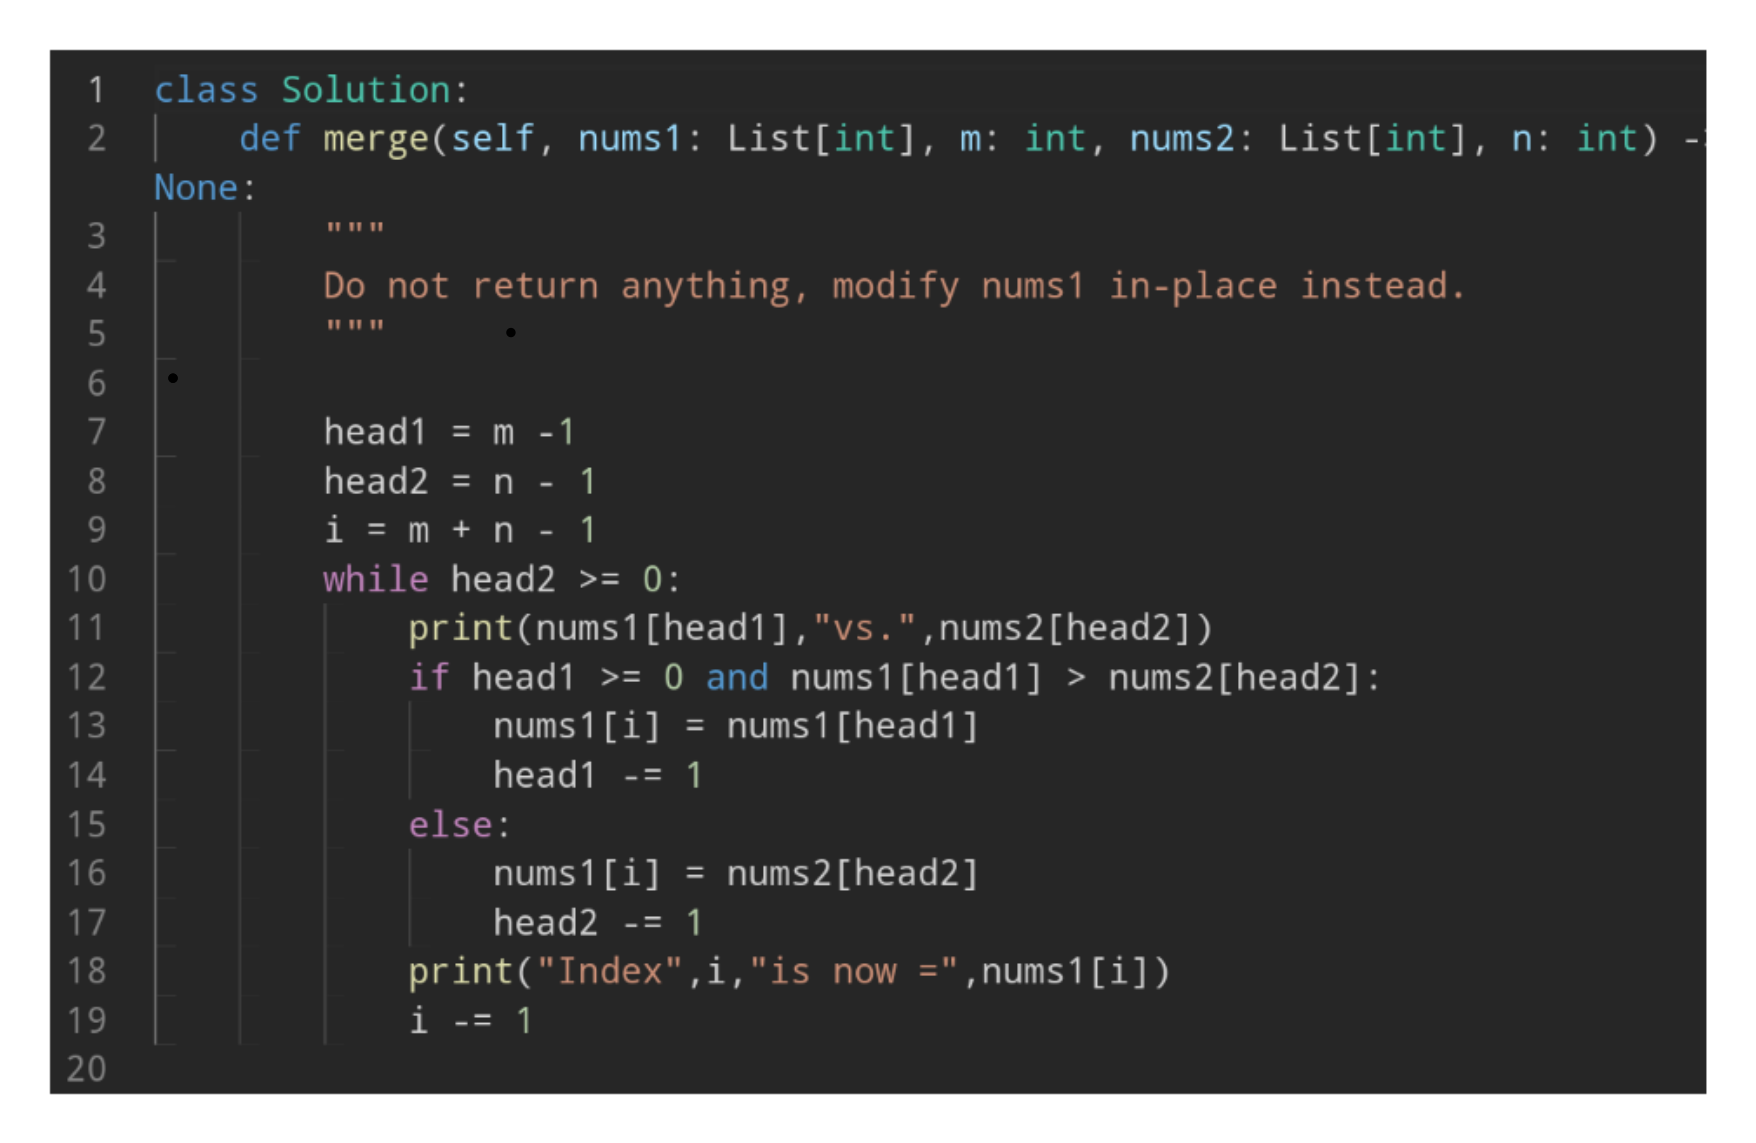 1 class Solution:
2     def merge(self, nums1: List[int], m: int, nums2: List[int], n: int) -
None:
3         """
4         Do not return anything, modify nums1 in-place instead.
5         """
6
7         head1 = m -1
8         head2 = n - 1
9         i = m + n - 1
10         while head2 >= 0:
11             print(nums1[head1],"vs.",nums2[head2])
12             if head1 >= 0 and nums1[head1] > nums2[head2]:
13                 nums1[i] = nums1[head1]
14                 head1 -= 1
15             else:
16                 nums1[i] = nums2[head2]
17                 head2 -= 1
18             print("Index",i,"is now =",nums1[i])
19             i -= 1
20